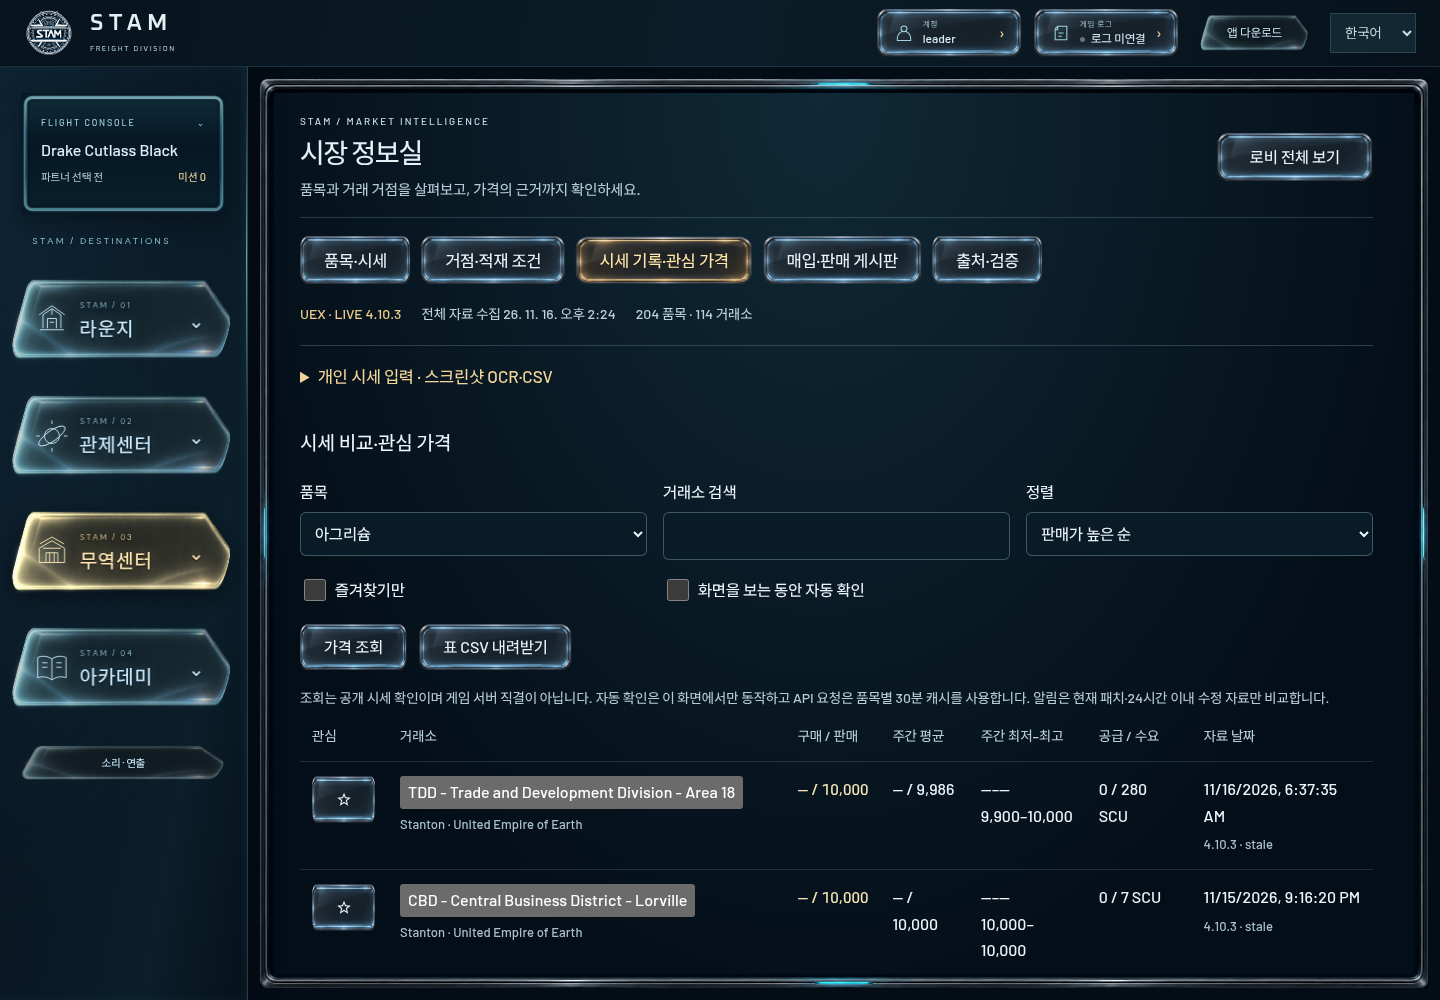 STAM
STAM
FREIGHT DIVISION
계정
leader
게임 로그
로그 미연결
앱 다운로드
한국어
FLIGHT CONSOLE
Drake Cutlass Black
파트너 선택 전
미션 0
STAM / DESTINATIONS
STAM / 01
라운지
STAM / 02
관제센터
STAM / 03
무역센터
STAM / 04
아카데미
소리·연출
STAM / MARKET INTELLIGENCE
시장 정보실
품목과 거래 거점을 살펴보고, 가격의 근거까지 확인하세요.
로비 전체 보기
품목·시세
거점·적재 조건
시세 기록·관심 가격
매입·판매 게시판
출처·검증
UEX · LIVE 4.10.3
전체 자료 수집 26. 11. 16. 오후 2:24
204 품목 · 114 거래소
▶ 개인 시세 입력 · 스크린샷 OCR·CSV
시세 비교·관심 가격
품목
거래소 검색
정렬
아그리슘
판매가 높은 순
즐겨찾기만
화면을 보는 동안 자동 확인
가격 조회
표 CSV 내려받기
조회는 공개 시세 확인이며 게임 서버 직결이 아닙니다. 자동 확인은 이 화면에서만 동작하고 API 요청은 품목별 30분 캐시를 사용합니다. 알림은 현재 패치·24시간 이내 수정 자료만 비교합니다.
관심
거래소
구매 / 판매
주간 평균
주간 최저–최고
공급 / 수요
자료 날짜
☆
TDD - Trade and Development Division - Area 18
Stanton · United Empire of Earth
— / 10,000
— / 9,986
—–—
9,900–10,000
0 / 280
SCU
11/16/2026, 6:37:35
AM
4.10.3 · stale
☆
CBD - Central Business District - Lorville
Stanton · United Empire of Earth
— / 10,000
— /
10,000
—–—
10,000–
10,000
0 / 7 SCU
11/15/2026, 9:16:20 PM
4.10.3 · stale